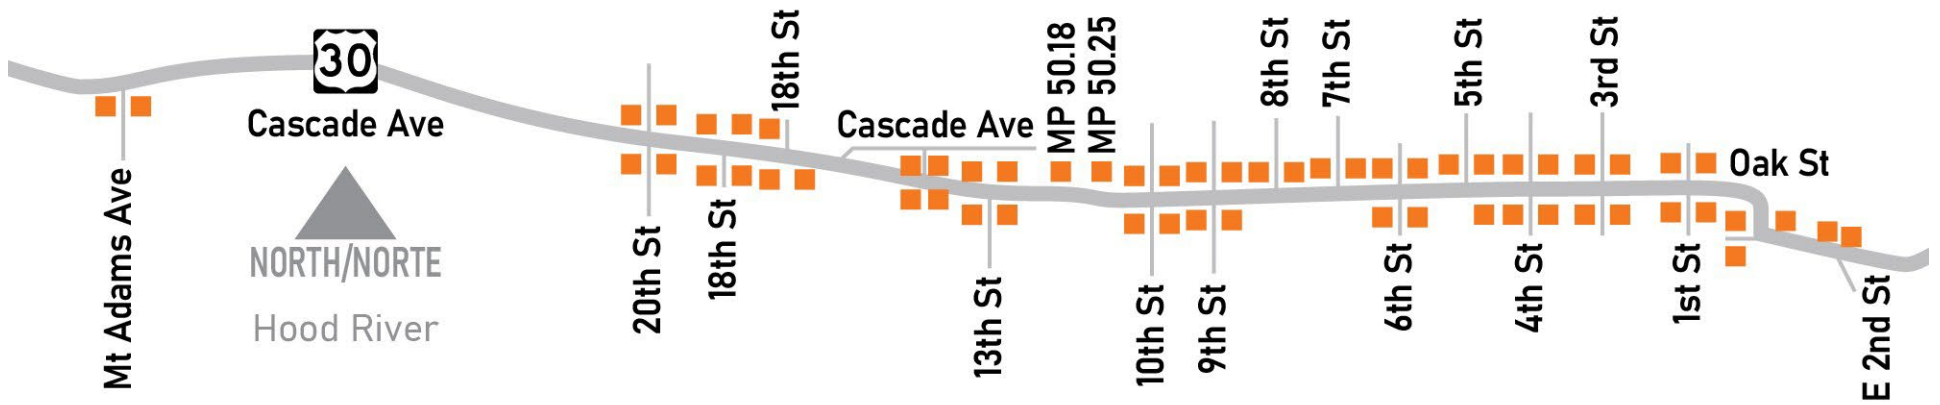 30
Cascade Ave
Mt Adams Ave
NORTH/NORTE
Hood River
20th St
18th St
18th St
Cascade Ave
13th St
MP 50.18
MP 50.25
10th St
9th St
8th St
7th St
6th St
5th St
4th St
3rd St
1st St
Oak St
E 2nd St